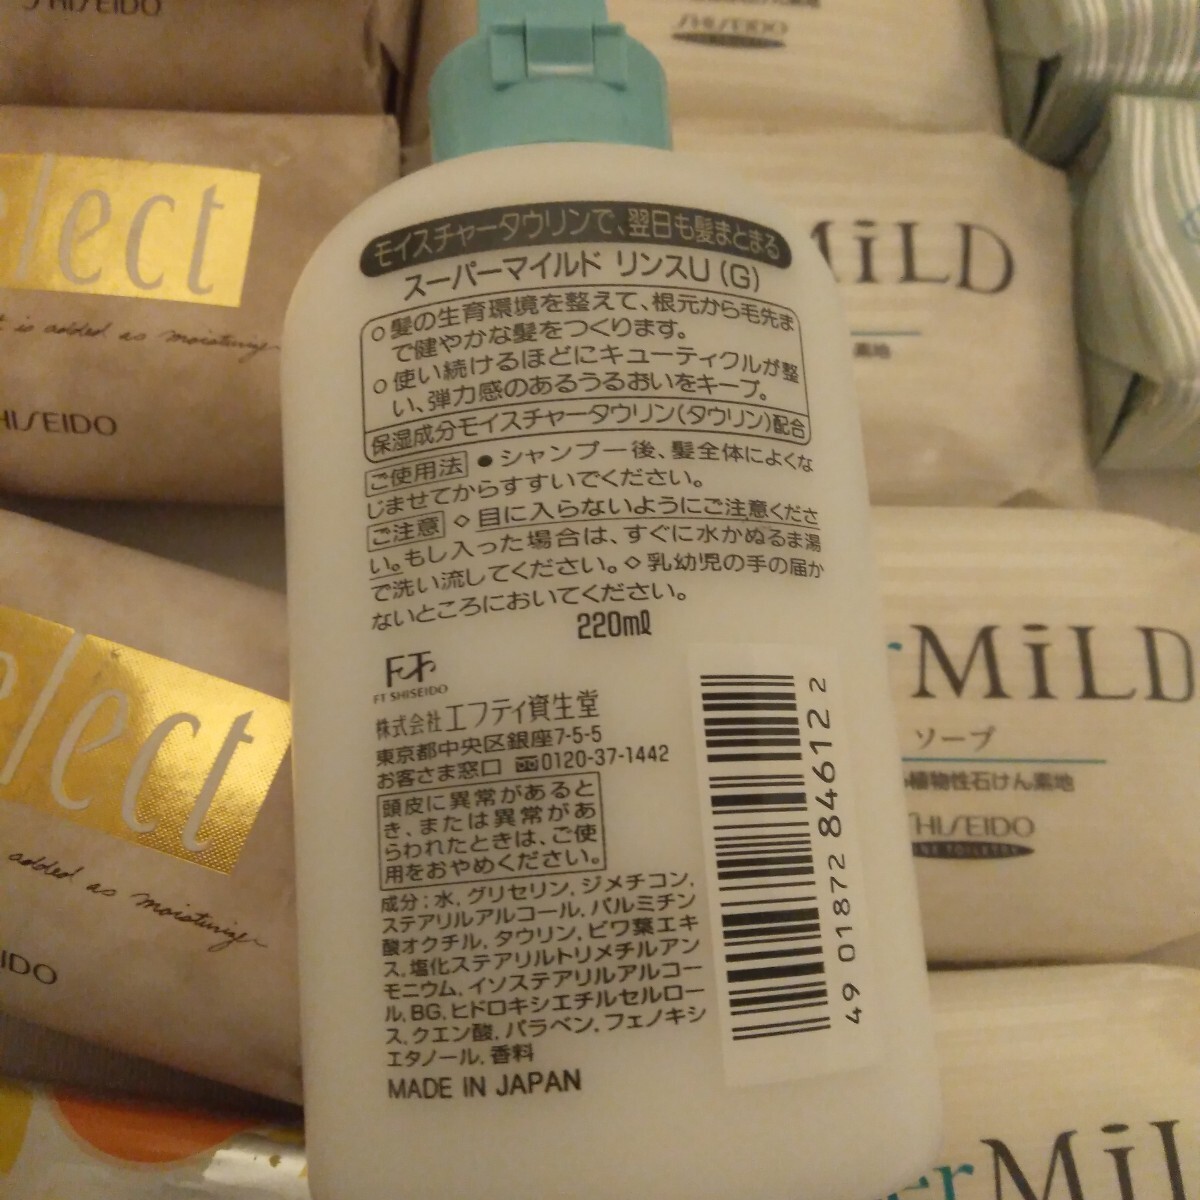 SHISEIDO
SHISEIDO
elect
t is added as moisturizer
HISEIDO
MiLD
素地
モイスチャータウリンで、翌日も髪まとまる
スーパーマイルド リンスU (G)
○髪の生育環境を整えて、根元から毛先ま
で健やかな髪をつくります。
○使い続けるほどにキューティクルが整
い、弾力感のあるうるおいをキープ。
保湿成分モイスチャータウリン(タウリン)配合
ご使用法 ●シャンプー後、髪全体によくな
じませてからすすいでください。
ご注意 ◇目に入らないようにご注意くださ
い。もし入った場合は、すぐに水かぬるま湯
で洗い流してください。◇乳幼児の手の届か
ないところにおいてください。
220ml
FT SHISEIDO
株式会社エフティ資生堂
東京都中央区銀座7-5-5
お客さま窓口 0120-37-1442
頭皮に異常があると
き、または異常があ
らわれたときは、ご使
用をおやめください。
成分:水,グリセリン,ジメチコン,
ステアリルアルコール,パルミチン
酸オクチル,タウリン,ビワ葉エキ
ス,塩化ステアリルトリメチルアン
モニウム,イソステアリルアルコー
ル,BG,ヒドロキシエチルセルロー
ス,クエン酸,パラベン,フェノキシ
エタノール,香料
MADE IN JAPAN
49 01872 84612 2
elect
added as moisturizer
IDO
erMiLD
ソープ
植物性石けん素地
SHISEIDO
FINE TOILETRY
erMiL